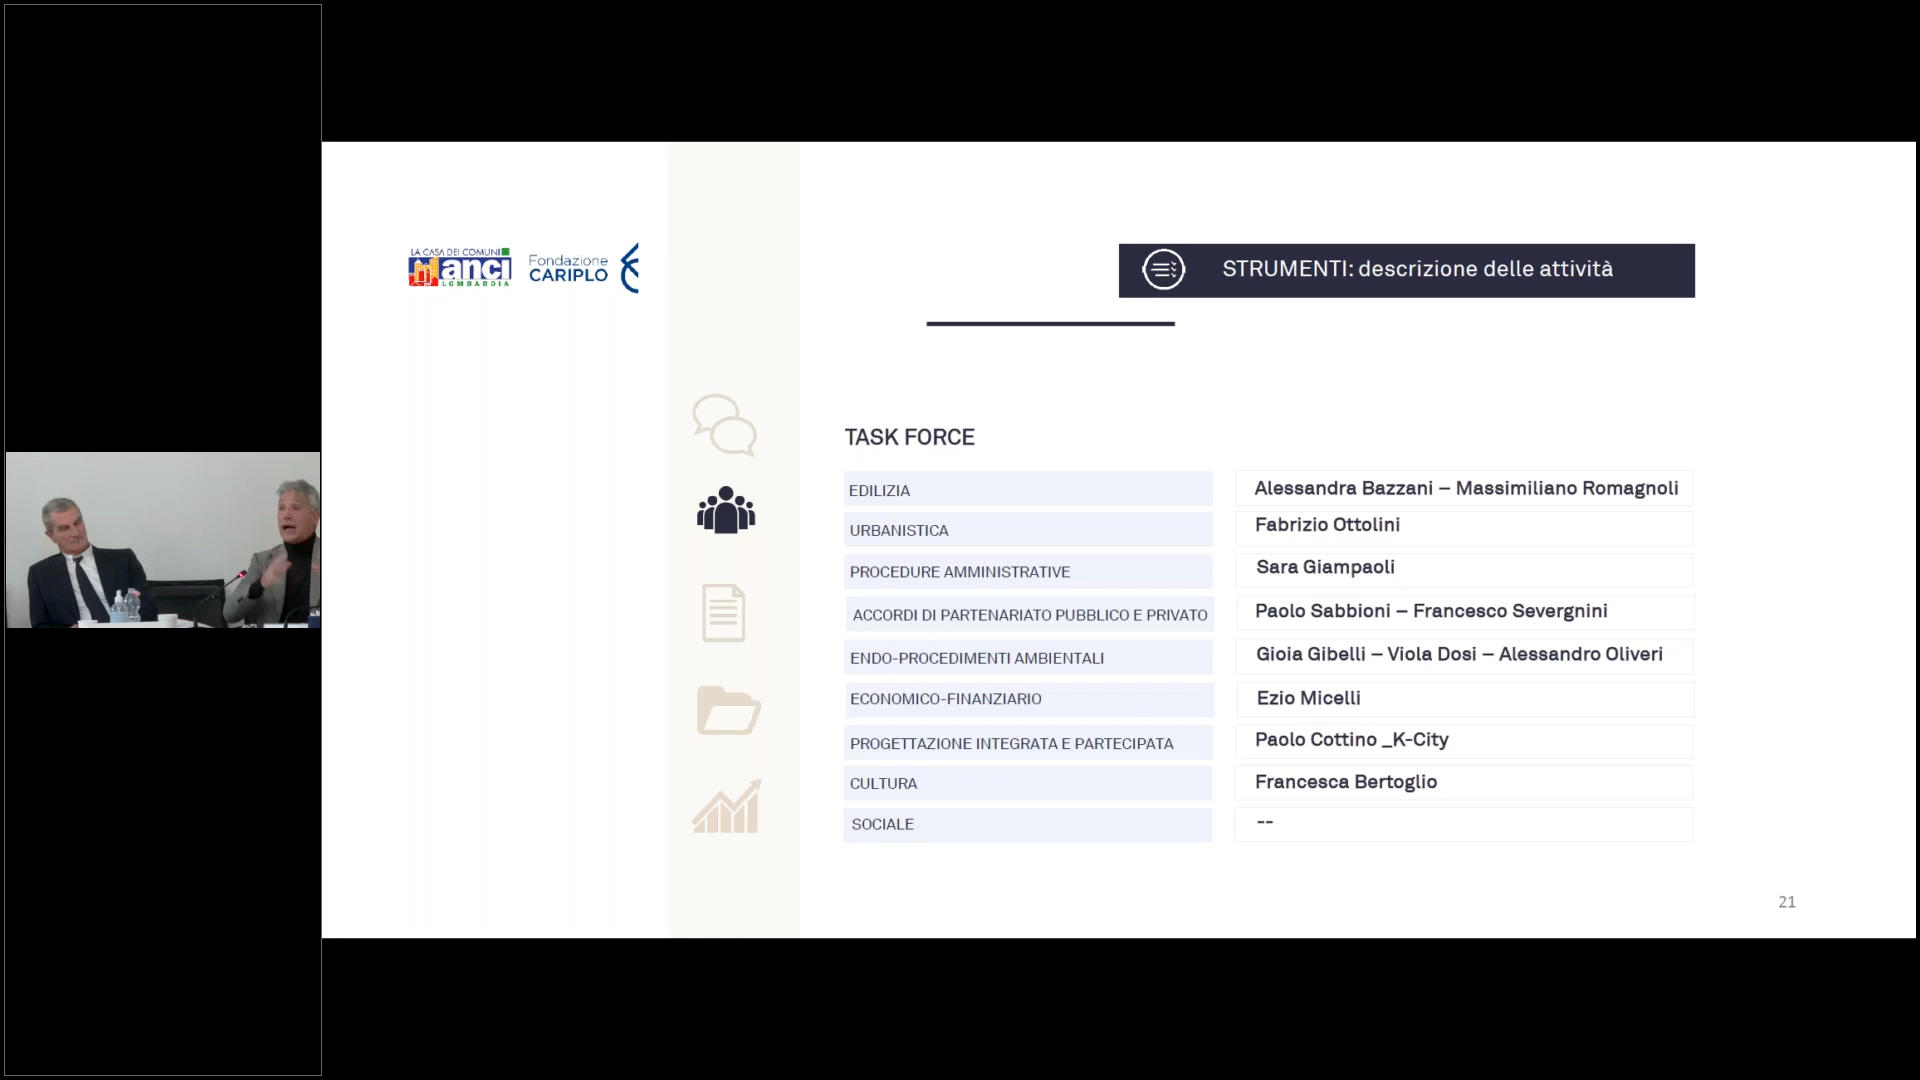 LA CASA DEI COMUNI
anci
LOMBARDIA
Fondazione
CARIPLO
STRUMENTI: descrizione delle attività
TASK FORCE
EDILIZIA Alessandra Bazzani – Massimiliano Romagnoli
URBANISTICA Fabrizio Ottolini
PROCEDURE AMMINISTRATIVE Sara Giampaoli
ACCORDI DI PARTENARIATO PUBBLICO E PRIVATO Paolo Sabbioni – Francesco Severgnini
ENDO-PROCEDIMENTI AMBIENTALI Gioia Gibelli – Viola Dosi – Alessandro Oliveri
ECONOMICO-FINANZIARIO Ezio Micelli
PROGETTAZIONE INTEGRATA E PARTECIPATA Paolo Cottino _K-City
CULTURA Francesca Bertoglio
SOCIALE --
21